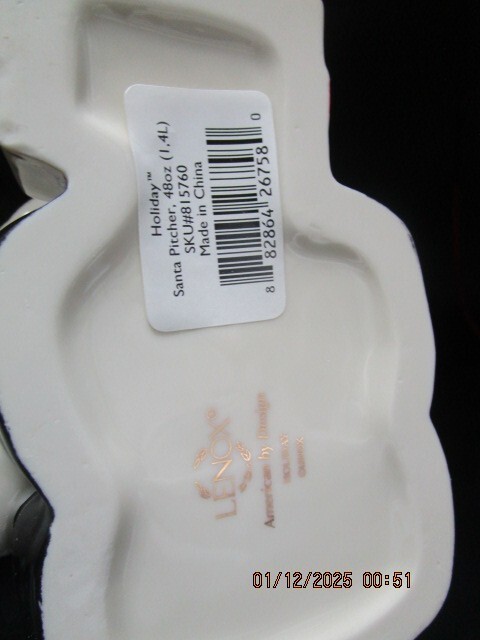 Holiday™
Santa Pitcher, 48oz (1.4L)
SKU#815760
Made in China
8 82864 26758 0
LENOX
American by Design
01/12/2025 00:51